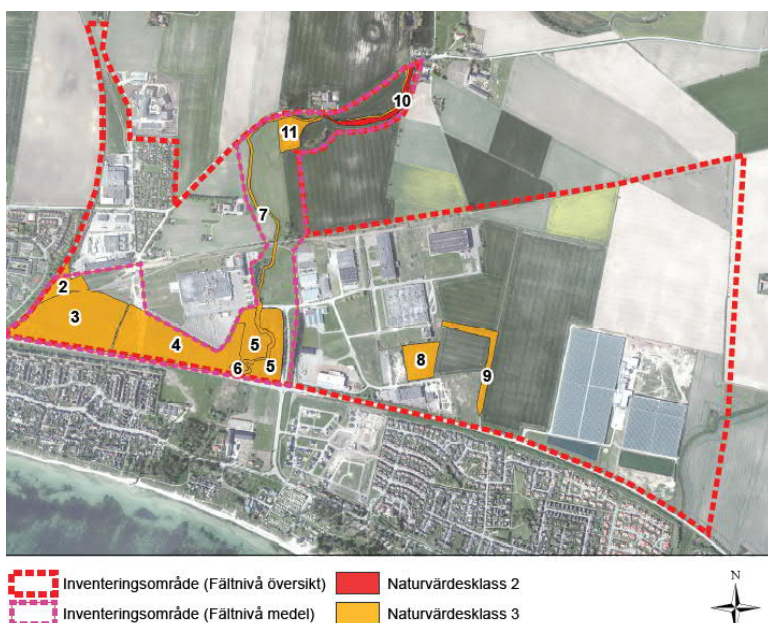 10
11
7
2
3
4
5
6
5
8
9
Inventeringsområde (Fältnivå översikt)
Naturvärdesklass 2
N
Inventeringsområde (Fältnivå medel)
Naturvärdesklass 3